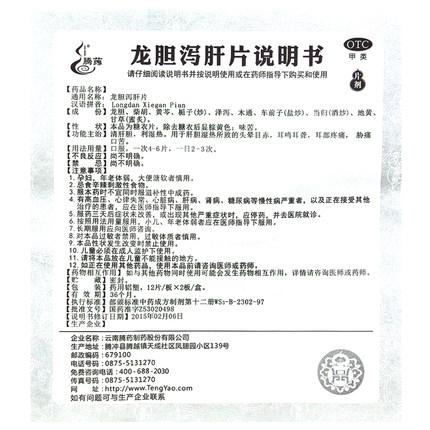 腾药
龙胆泻肝片说明书
请仔细阅读说明书并按说明使用或在药师指导下购买和使用
OTC
甲类
片剂
【药品名称】
通用名称：龙胆泻肝片
汉语拼音：Longdan Xiegan Pian
【成　　份】龙胆、柴胡、黄芩、栀子(炒)、泽泻、木通、车前子(盐炒)、当归(酒炒)、地黄、
甘草(蜜炙)。
【性　　状】本品为糖衣片，除去糖衣后显棕黄色；味苦。
【功能主治】清肝胆，利湿热。用于肝胆湿热所致的头晕目赤，耳鸣耳聋，耳部疼痛，胁痛
口苦。
【用法用量】口服，一次4-6片，一日2-3次。
【不良反应】尚不明确。
【禁　　忌】尚不明确。
【注意事项】
1.孕妇，年老体弱，大便溏软者慎用。
2.忌食辛辣刺激性食物。
3.服本药时不宜同时服滋补性中成药。
4.有高血压、心律失常、心脏病、肝病、肾病、糖尿病等慢性病严重者，以及正在接受其他
治疗的患者，应在医师指导下服用。
5.服药三天后症状未改善，或出现其他严重症状时，应停药，并去医院就诊。
6.按照用法用量服用，小儿、年老体弱者应在医师指导下服用。
7.长期服用应向医师咨询。
8.对本品过敏者禁用，过敏体质者慎用。
9.本品性状发生改变时禁止使用。
10.儿童必须在成人监护下使用。
11.请将本品放在儿童不能接触的地方。
12.如正在使用其他药品，使用本品前请咨询医师或药师。
【药物相互作用】如与其他药物同时使用可能会发生药物相互作用，详情请咨询医师或药师。
【贮　　藏】密封。
【包　　装】药用铝塑，12片/板×2板/盒。
【有 效 期】36个月。
【执行标准】部颁标准中药成方制剂第十二册WS3-B-2302-97
【批准文号】国药准字Z53020498
【说明书修订日期】2015年02月06日
【生产企业】
企业名称：云南腾药制药股份有限公司
生产地址：腾冲县腾越镇天成社区凤翅园小区139号
邮政编码：679100
电话号码：0875-5131270
客服热线：400-688-2030
传真号码：0875-5131270
网　　址：http://www.TengYao.com
如有问题可与生产企业联系